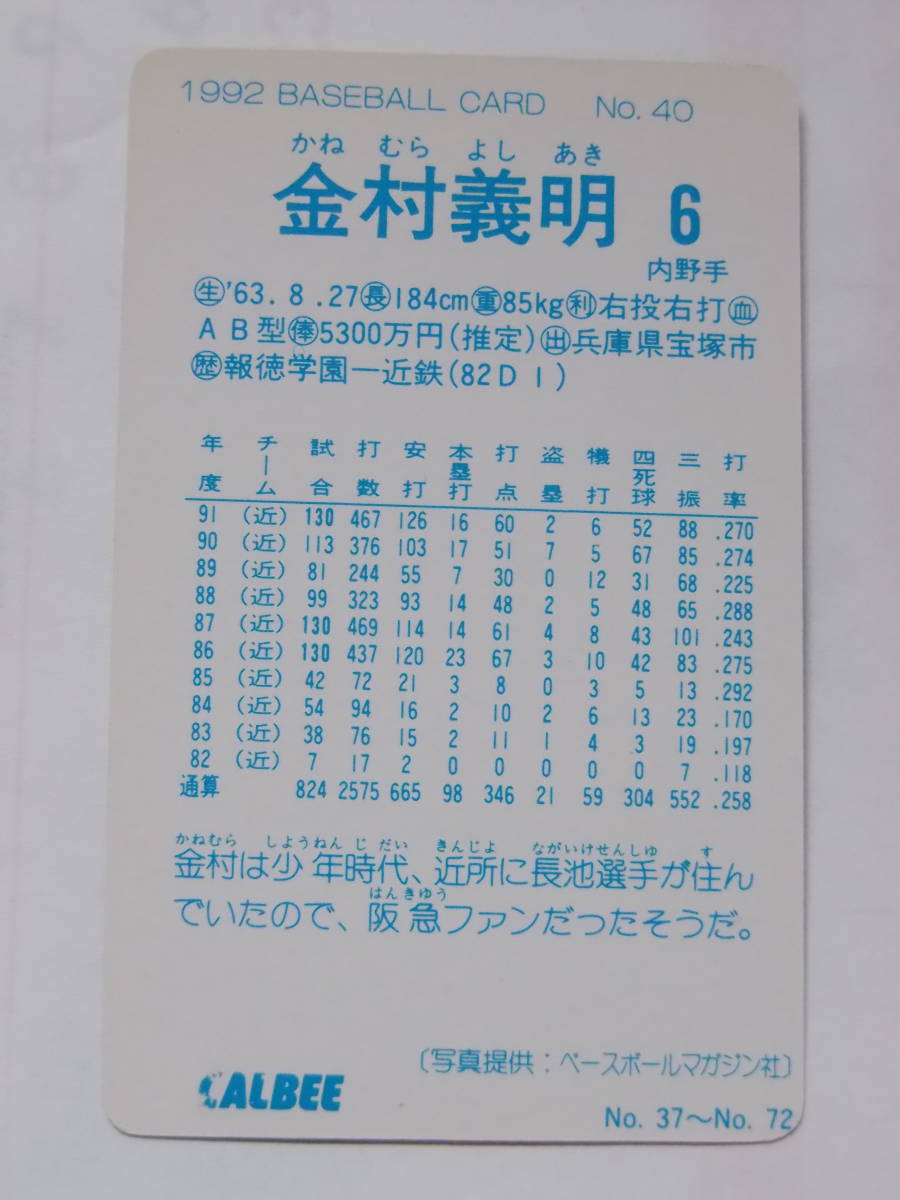 1992 BASEBALL CARD No. 40
かね むら よし あき
金村義明 6
内野手
㊤'63. 8 .27長184cm重85kg利右投右打血
AB型俸5300万円(推定)出兵庫県宝塚市
歴報徳学園―近鉄(82DI)
年度 チーム 試合 打数 安打 本塁打 打点 盗塁 犠打 四死球 三振 打率
91 (近) 130 467 126 16 60 2 6 52 88 .270
90 (近) 113 376 103 17 51 7 5 67 85 .274
89 (近) 81 244 55 7 30 0 12 31 68 .225
88 (近) 99 323 93 14 48 2 5 48 65 .288
87 (近) 130 469 114 14 61 4 8 43 101 .243
86 (近) 130 437 120 23 67 3 10 42 83 .275
85 (近) 42 72 21 3 8 0 3 5 13 .292
84 (近) 54 94 16 2 10 2 6 13 23 .170
83 (近) 38 76 15 2 11 1 4 3 19 .197
82 (近) 7 17 2 0 0 0 0 0 7 .118
通算 824 2575 665 98 346 21 59 304 552 .258
かねむら しようねん じ だい きんじよ ながいけせんしゆ す
金村は少年時代、近所に長池選手が住ん
はんきゆう
でいたので、阪急ファンだったそうだ。
〔写真提供：ベースボールマガジン社〕
CALBEE
No. 37〜No. 72